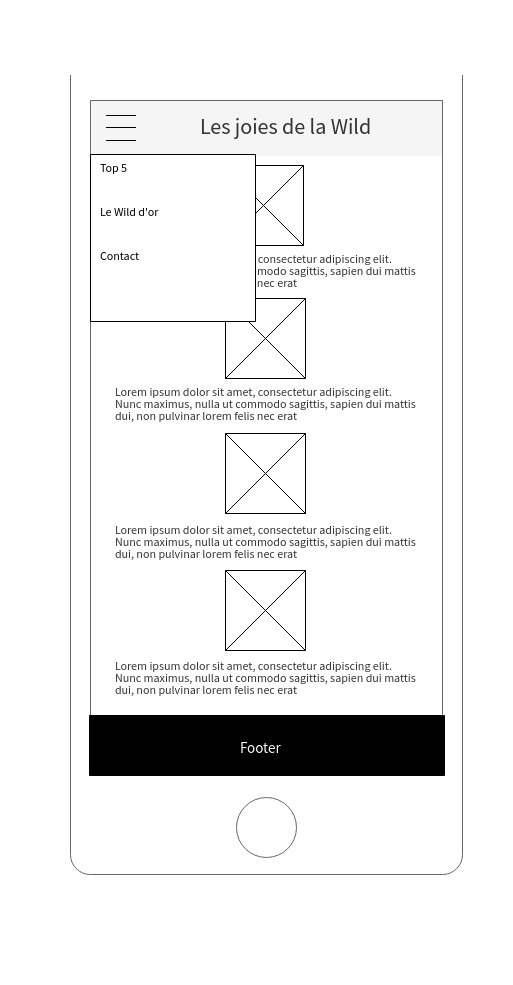 Les joies de la Wild
Top 5
Le Wild d'or
Contact
consectetur adipiscing elit.
modo sagittis, sapien dui mattis
nec erat
Lorem ipsum dolor sit amet, consectetur adipiscing elit.
Nunc maximus, nulla ut commodo sagittis, sapien dui mattis
dui, non pulvinar lorem felis nec erat
Lorem ipsum dolor sit amet, consectetur adipiscing elit.
Nunc maximus, nulla ut commodo sagittis, sapien dui mattis
dui, non pulvinar lorem felis nec erat
Lorem ipsum dolor sit amet, consectetur adipiscing elit.
Nunc maximus, nulla ut commodo sagittis, sapien dui mattis
dui, non pulvinar lorem felis nec erat
Footer